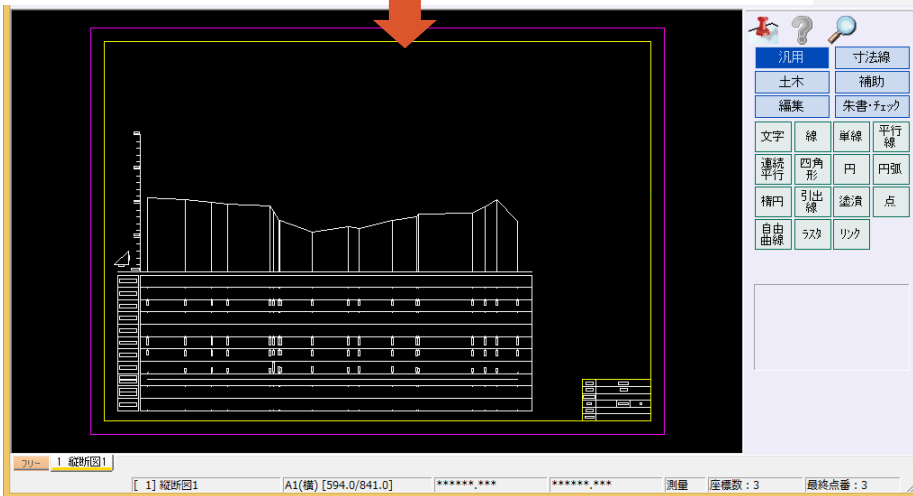 汎用 寸法線
土木 補助
編集 朱書・チェック
文字 線 単線 平行線
連続平行 四角形 円 円弧
楕円 引出線 塗潰 点
自由曲線 ラスタ リンク
フリー 1 縦断図1
[ 1] 縦断図1 A1(横) [594.0/841.0] ******.*** ******.*** 測量 座標数：3 最終点番：3